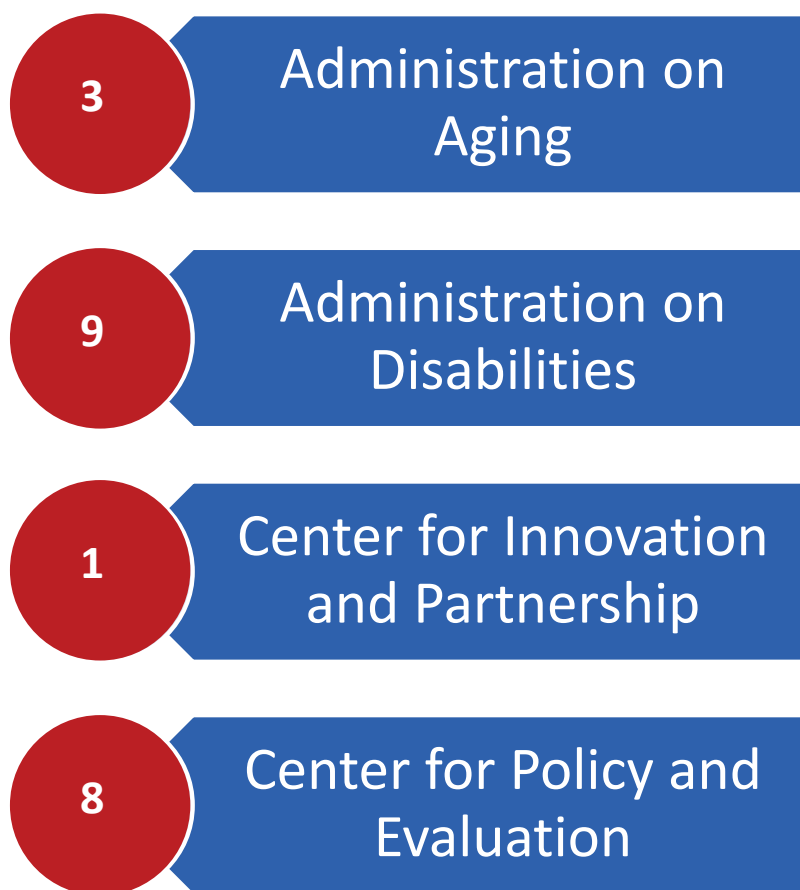 3
Administration on
Aging
9
Administration on
Disabilities
1
Center for Innovation
and Partnership
8
Center for Policy and
Evaluation